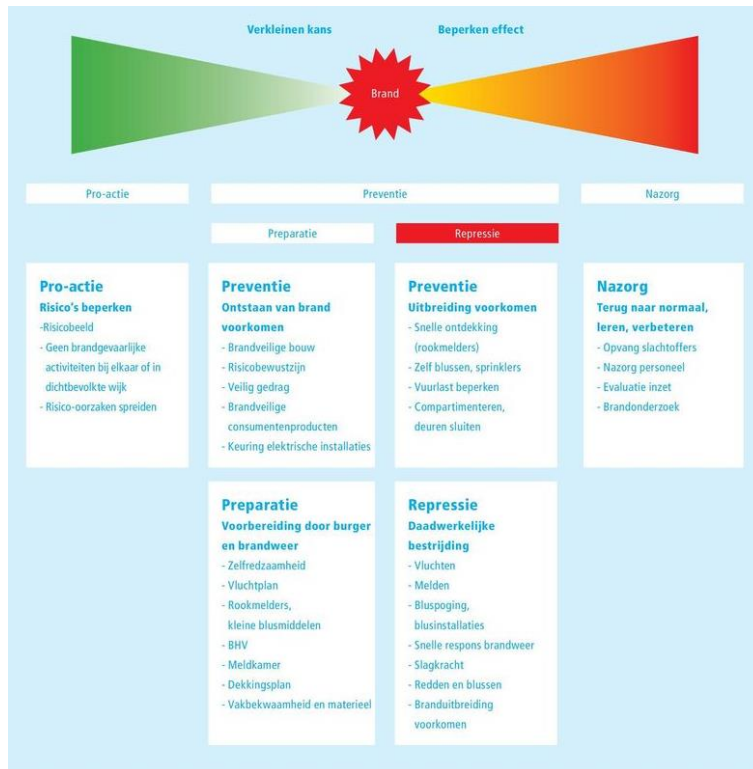 Verkleinen kans
Beperken effect
Brand
Pro-actie
Preventie
Nazorg
Preparatie
Repressie
Pro-actie
Risico's beperken
-Risicobeeld
- Geen brandgevaarlijke
activiteiten bij elkaar of in
dichtbevolkte wijk
- Risico-oorzaken spreiden
Preventie
Ontstaan van brand
voorkomen
- Brandveilige bouw
- Risicobewustzijn
- Veilig gedrag
- Brandveilige
consumentenproducten
- Keuring elektrische installaties
Preventie
Uitbreiding voorkomen
- Snelle ontdekking
(rookmelders)
- Zelf blussen, sprinklers
- Vuurlast beperken
- Compartimenteren,
deuren sluiten
Nazorg
Terug naar normaal,
leren, verbeteren
- Opvang slachtoffers
- Nazorg personeel
- Evaluatie inzet
- Brandonderzoek
Preparatie
Voorbereiding door burger
en brandweer
- Zelfredzaamheid
- Vluchtplan
- Rookmelders,
kleine blusmiddelen
- BHV
- Meldkamer
- Dekkingsplan
- Vakbekwaamheid en materieel
Repressie
Daadwerkelijke
bestrijding
- Vluchten
- Melden
- Bluspoging,
blusinstallaties
- Snelle respons brandweer
- Slagkracht
- Redden en blussen
- Branduitbreiding
voorkomen